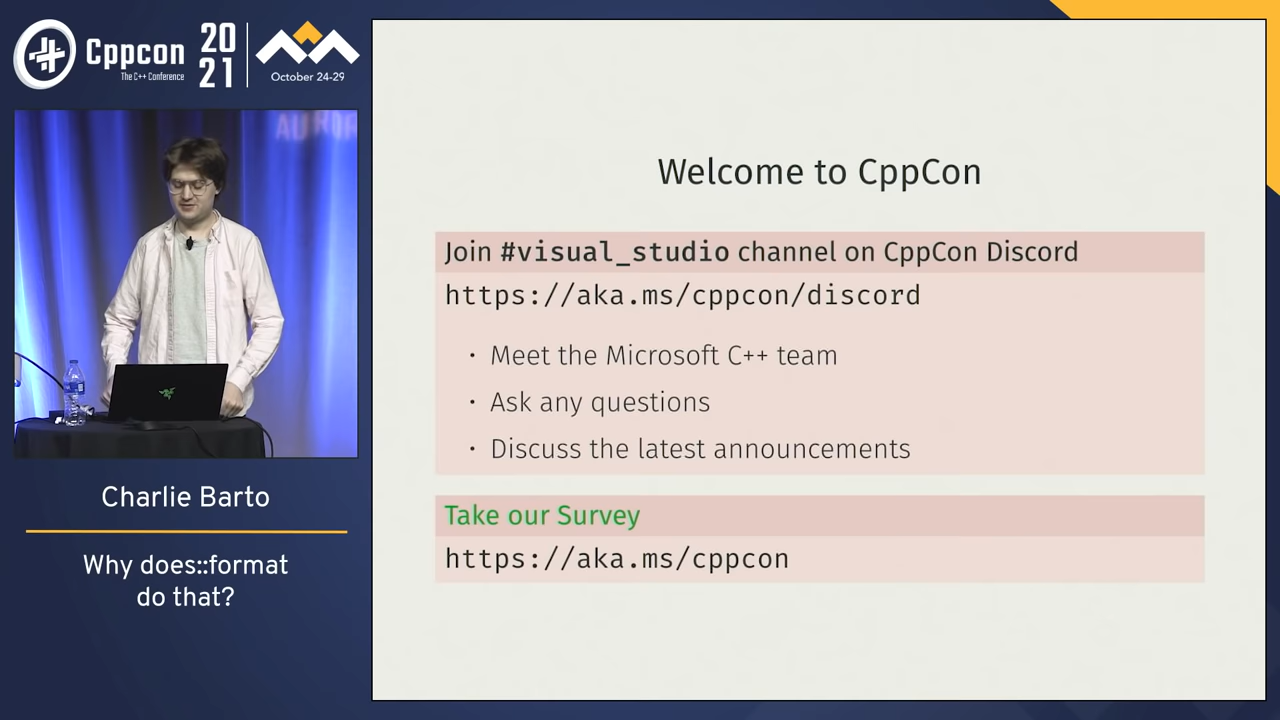 Cppcon
The C++ Conference
20
21
October 24-29
Charlie Barto
Why does::format
do that?
Welcome to CppCon
Join #visual_studio channel on CppCon Discord
https://aka.ms/cppcon/discord
• Meet the Microsoft C++ team
• Ask any questions
• Discuss the latest announcements
Take our Survey
https://aka.ms/cppcon